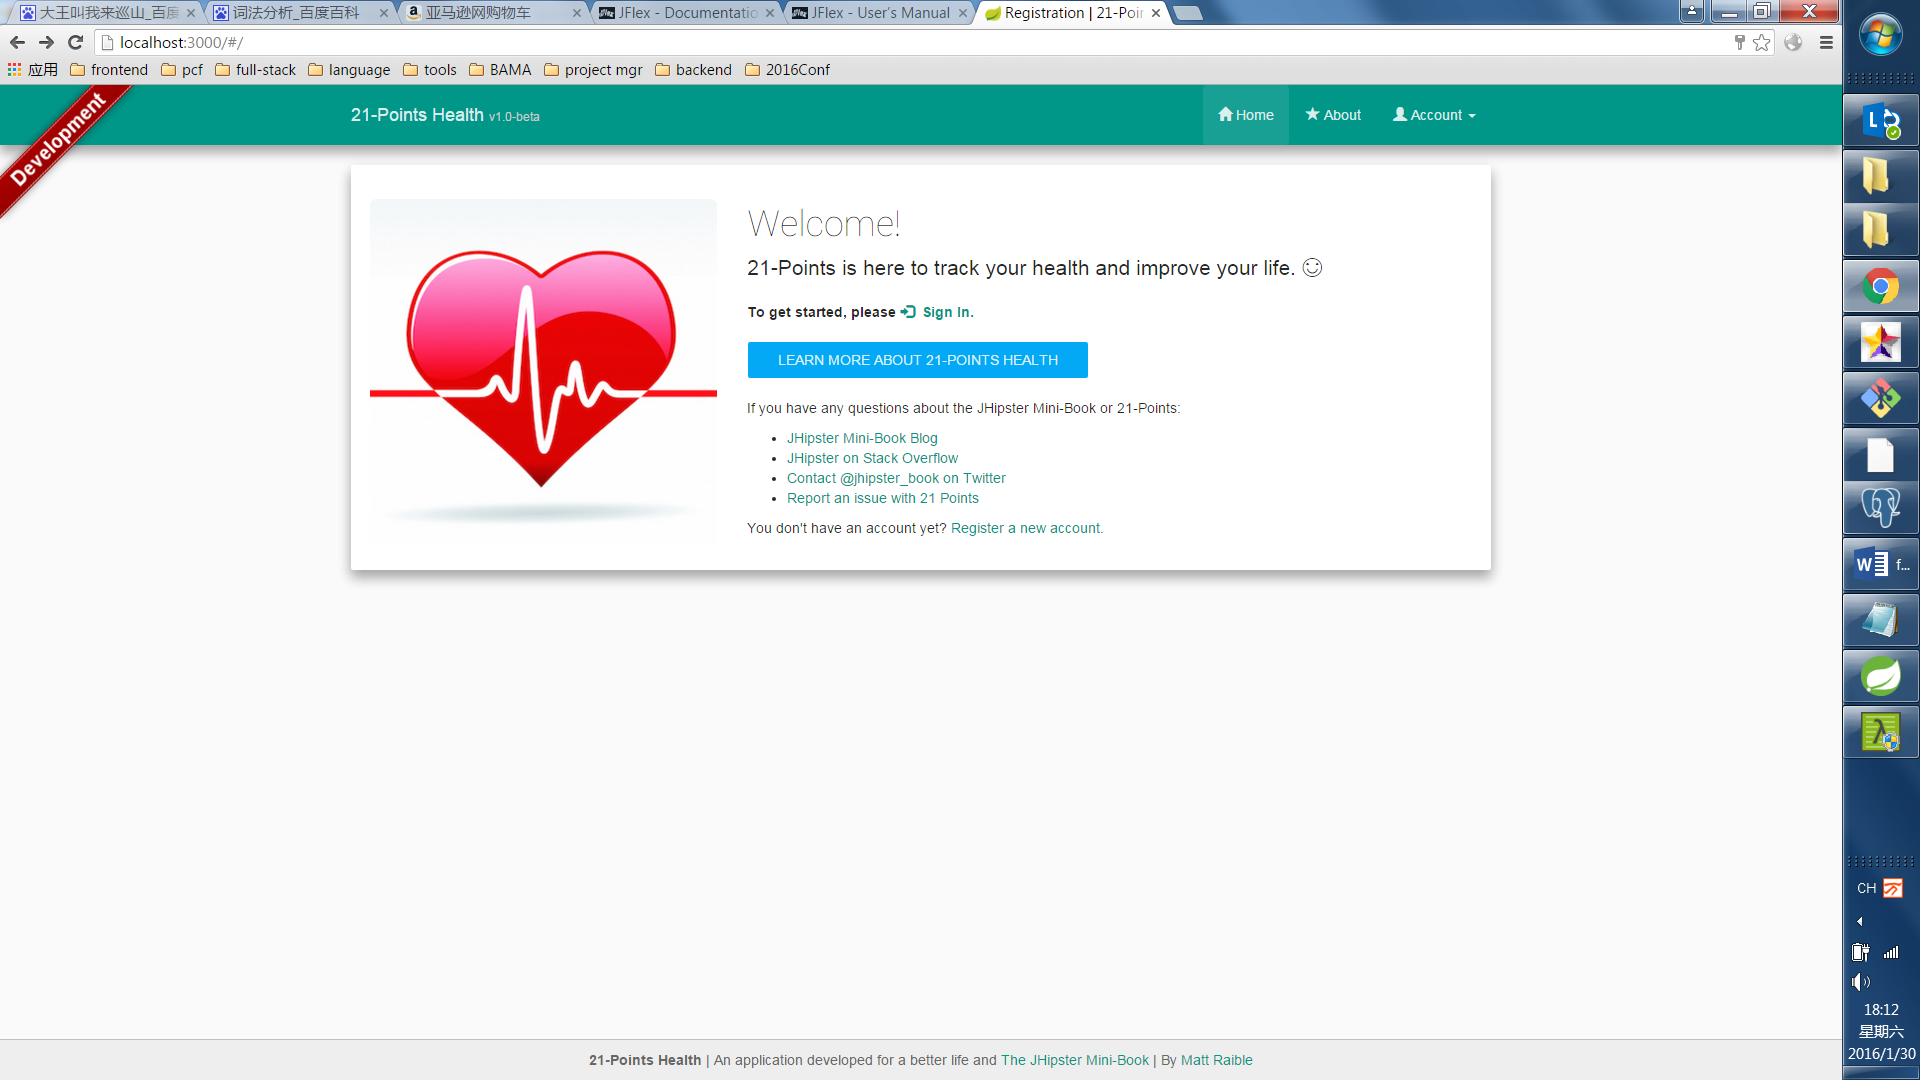 大王叫我来巡山_百度
词法分析_百度百科
亚马逊网购物车
JFlex - Documentatio
JFlex - User's Manual
Registration | 21-Poin
localhost:3000/#/
应用
frontend
pcf
full-stack
language
tools
BAMA
project mgr
backend
2016Conf
Development
21-Points Health v1.0-beta
Home
About
Account
Welcome!
21-Points is here to track your health and improve your life.
To get started, please Sign In.
LEARN MORE ABOUT 21-POINTS HEALTH
If you have any questions about the JHipster Mini-Book or 21-Points:
JHipster Mini-Book Blog
JHipster on Stack Overflow
Contact @jhipster_book on Twitter
Report an issue with 21 Points
You don't have an account yet? Register a new account.
21-Points Health | An application developed for a better life and The JHipster Mini-Book | By Matt Raible
f...
CH
18:12
星期六
2016/1/30